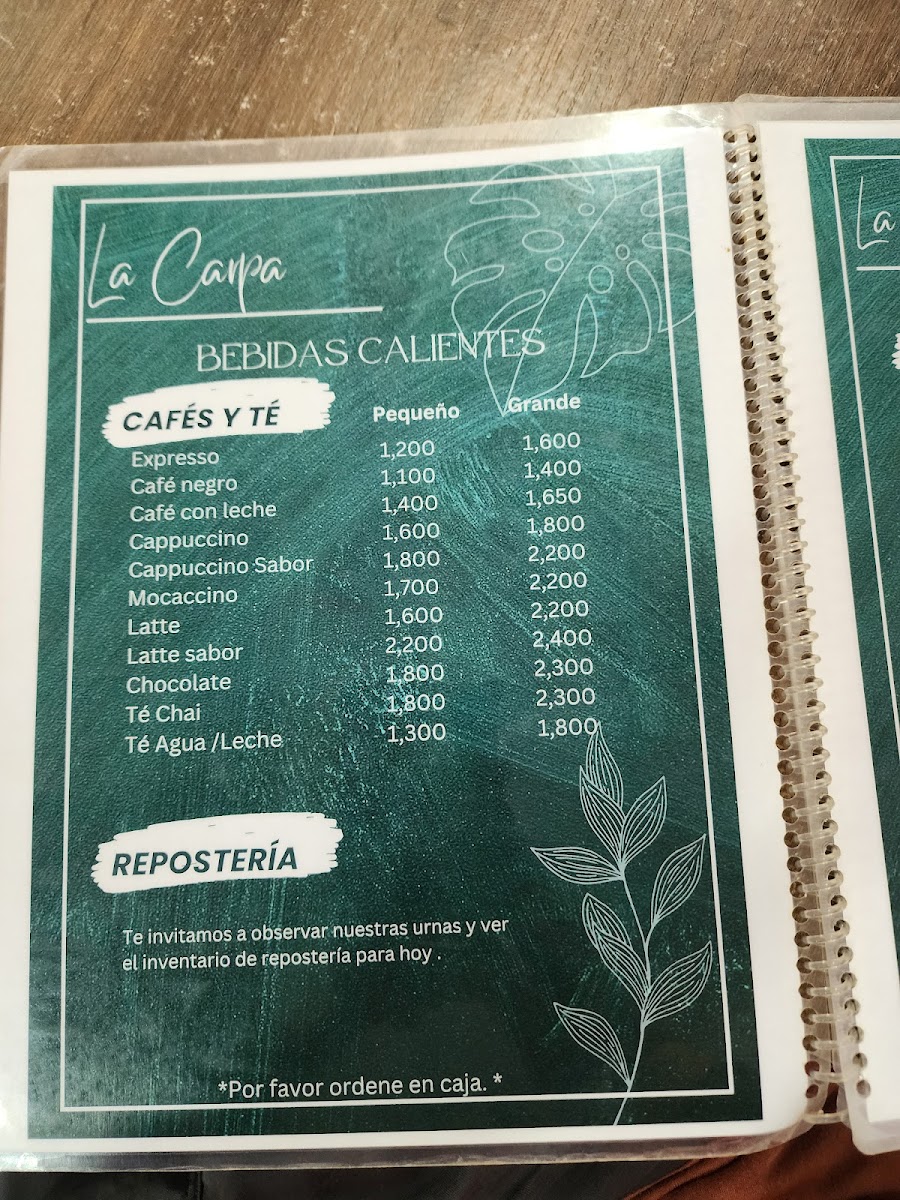 La Carpa
BEBIDAS CALIENTES
CAFÉS Y TÉ Pequeño Grande
Expresso 1,200 1,600
Café negro 1,100 1,400
Café con leche 1,400 1,650
Cappuccino 1,600 1,800
Cappuccino Sabor 1,800 2,200
Mocaccino 1,700 2,200
Latte 1,600 2,200
Latte sabor 2,200 2,400
Chocolate 1,800 2,300
Té Chai 1,800 2,300
Té Agua /Leche 1,300 1,800
REPOSTERÍA
Te invitamos a observar nuestras urnas y ver
el inventario de repostería para hoy .
*Por favor ordene en caja. *
La